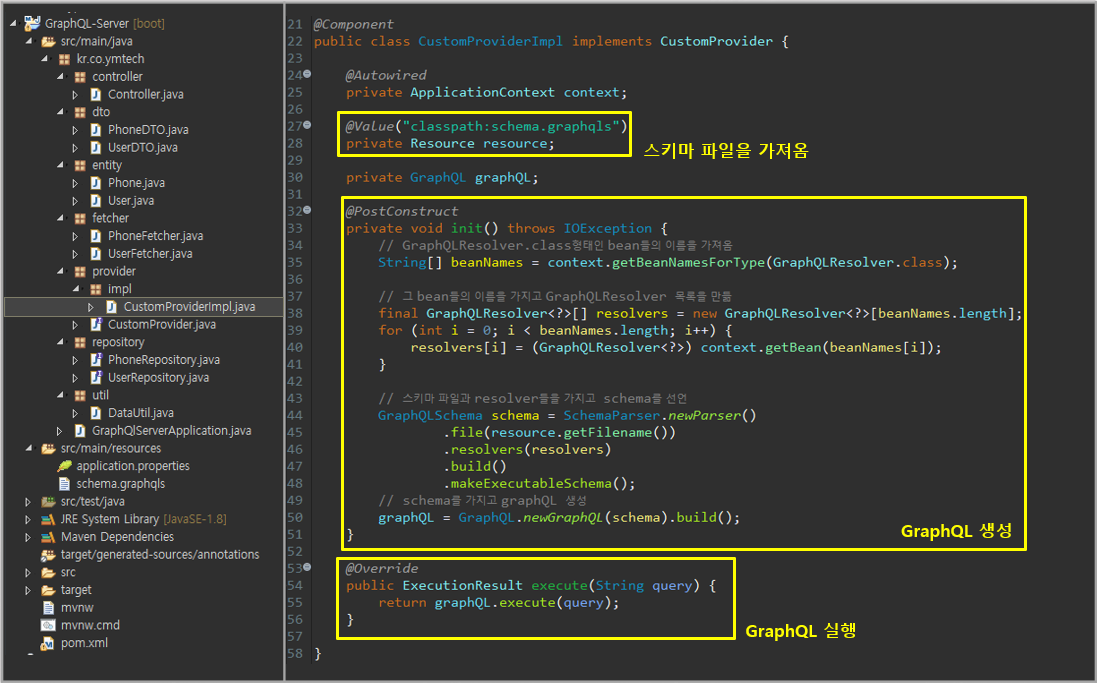 GraphQL-Server [boot]
src/main/java
kr.co.ymtech
controller
Controller.java
dto
PhoneDTO.java
UserDTO.java
entity
Phone.java
User.java
fetcher
PhoneFetcher.java
UserFetcher.java
provider
impl
CustomProviderImpl.java
CustomProvider.java
repository
PhoneRepository.java
UserRepository.java
util
DataUtil.java
GraphQlServerApplication.java
src/main/resources
application.properties
schema.graphqls
src/test/java
JRE System Library [JavaSE-1.8]
Maven Dependencies
target/generated-sources/annotations
src
target
mvnw
mvnw.cmd
pom.xml
21 @Component
22 public class CustomProviderImpl implements CustomProvider {
23
24 @Autowired
25 private ApplicationContext context;
26
27 @Value("classpath:schema.graphqls")
28 private Resource resource;
스키마 파일을 가져옴
29
30 private GraphQL graphQL;
31
32 @PostConstruct
33 private void init() throws IOException {
34 // GraphQLResolver.class형태인 bean들의 이름을 가져옴
35 String[] beanNames = context.getBeanNamesForType(GraphQLResolver.class);
36
37 // 그 bean들의 이름을 가지고 GraphQLResolver 목록을 만듦
38 final GraphQLResolver<?>[] resolvers = new GraphQLResolver<?>[beanNames.length];
39 for (int i = 0; i < beanNames.length; i++) {
40 resolvers[i] = (GraphQLResolver<?>) context.getBean(beanNames[i]);
41 }
42
43 // 스키마 파일과 resolver들을 가지고 schema를 선언
44 GraphQLSchema schema = SchemaParser.newParser()
45 .file(resource.getFilename())
46 .resolvers(resolvers)
47 .build()
48 .makeExecutableSchema();
49 // schema를 가지고 graphQL 생성
50 graphQL = GraphQL.newGraphQL(schema).build();
51 }
GraphQL 생성
52
53 @Override
54 public ExecutionResult execute(String query) {
55 return graphQL.execute(query);
56 }
GraphQL 실행
57
58 }